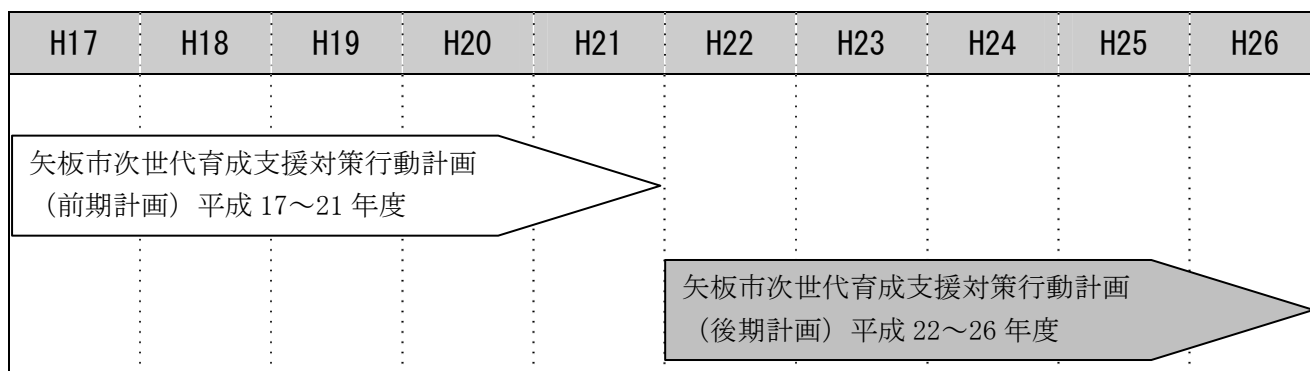 H17 H18 H19 H20 H21 H22 H23 H24 H25 H26
矢板市次世代育成支援対策行動計画
（前期計画）平成 17～21 年度
矢板市次世代育成支援対策行動計画
（後期計画）平成 22～26 年度